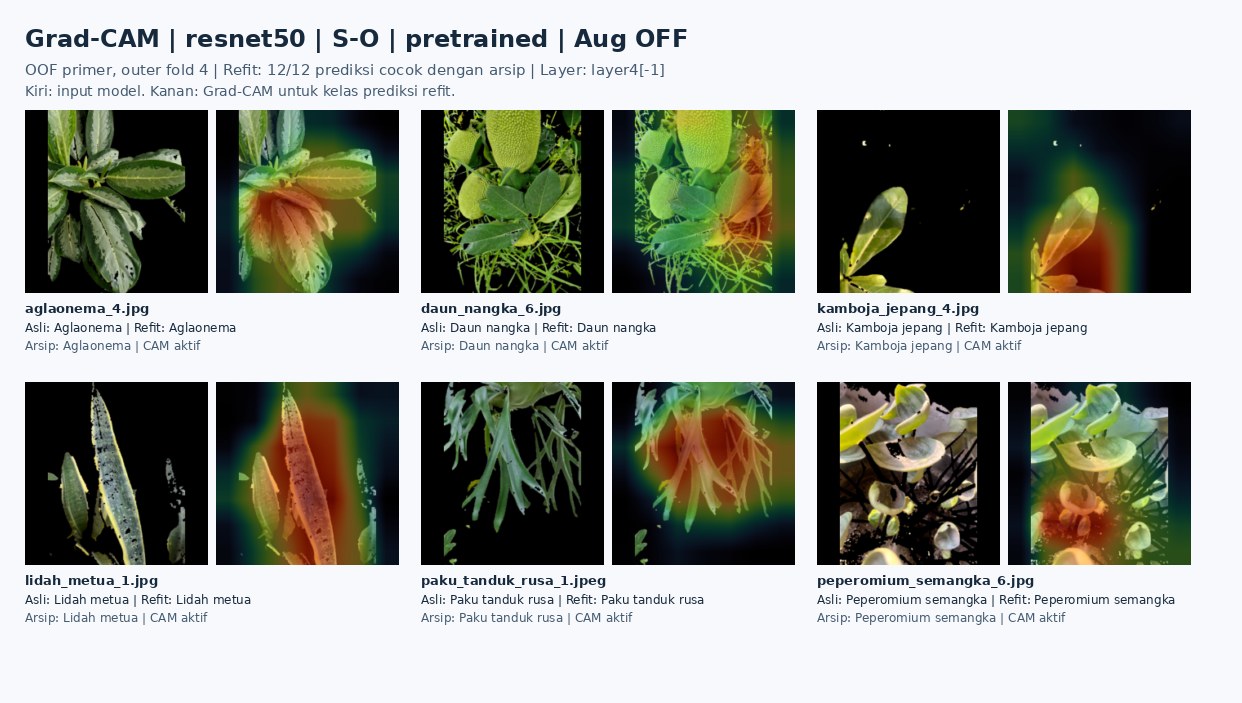 Grad-CAM | resnet50 | S-O | pretrained | Aug OFF
OOF primer, outer fold 4 | Refit: 12/12 prediksi cocok dengan arsip | Layer: layer4[-1]
Kiri: input model. Kanan: Grad-CAM untuk kelas prediksi refit.
aglaonema_4.jpg
Asli: Aglaonema | Refit: Aglaonema
Arsip: Aglaonema | CAM aktif
daun_nangka_6.jpg
Asli: Daun nangka | Refit: Daun nangka
Arsip: Daun nangka | CAM aktif
kamboja_jepang_4.jpg
Asli: Kamboja jepang | Refit: Kamboja jepang
Arsip: Kamboja jepang | CAM aktif
lidah_metua_1.jpg
Asli: Lidah metua | Refit: Lidah metua
Arsip: Lidah metua | CAM aktif
paku_tanduk_rusa_1.jpeg
Asli: Paku tanduk rusa | Refit: Paku tanduk rusa
Arsip: Paku tanduk rusa | CAM aktif
peperomium_semangka_6.jpg
Asli: Peperomium semangka | Refit: Peperomium semangka
Arsip: Peperomium semangka | CAM aktif